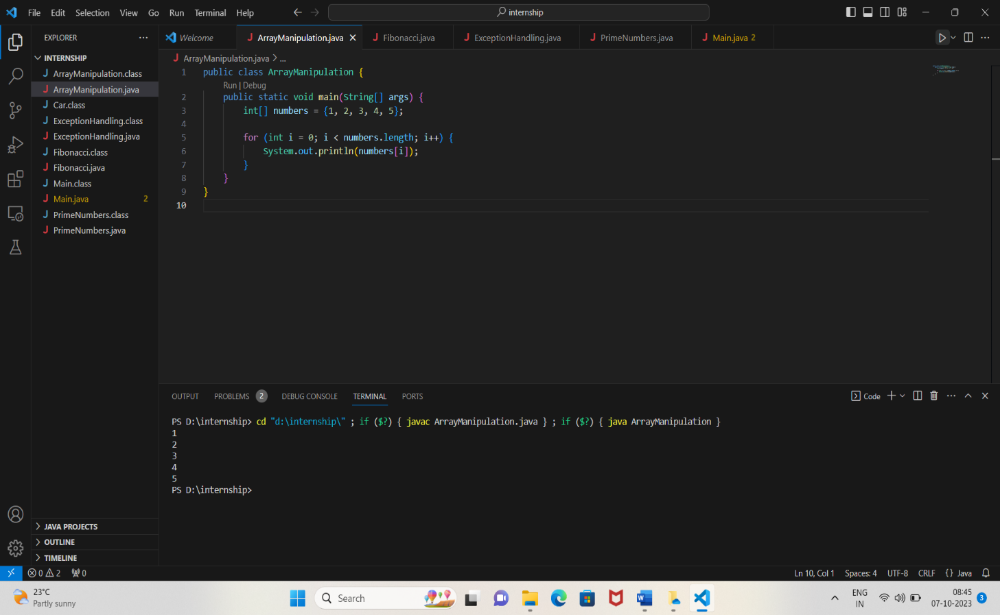 File Edit Selection View Go Run Terminal Help internship
EXPLORER
Welcome ArrayManipulation.java Fibonacci.java ExceptionHandling.java PrimeNumbers.java Main.java 2
INTERNSHIP
ArrayManipulation.class
ArrayManipulation.java
Car.class
ExceptionHandling.class
ExceptionHandling.java
Fibonacci.class
Fibonacci.java
Main.class
Main.java 2
PrimeNumbers.class
PrimeNumbers.java
JAVA PROJECTS
OUTLINE
TIMELINE
ArrayManipulation.java > ...
1 public class ArrayManipulation {
Run | Debug
2 public static void main(String[] args) {
3 int[] numbers = {1, 2, 3, 4, 5};
4
5 for (int i = 0; i < numbers.length; i++) {
6 System.out.println(numbers[i]);
7 }
8 }
9 }
10
OUTPUT PROBLEMS 2 DEBUG CONSOLE TERMINAL PORTS Code
PS D:\internship> cd "d:\internship\" ; if ($?) { javac ArrayManipulation.java } ; if ($?) { java ArrayManipulation }
1
2
3
4
5
PS D:\internship>
0 2 0 Ln 10, Col 1 Spaces: 4 UTF-8 CRLF {} Java
23°C
Partly sunny
Search
ENG
IN
08:45
07-10-2023
3